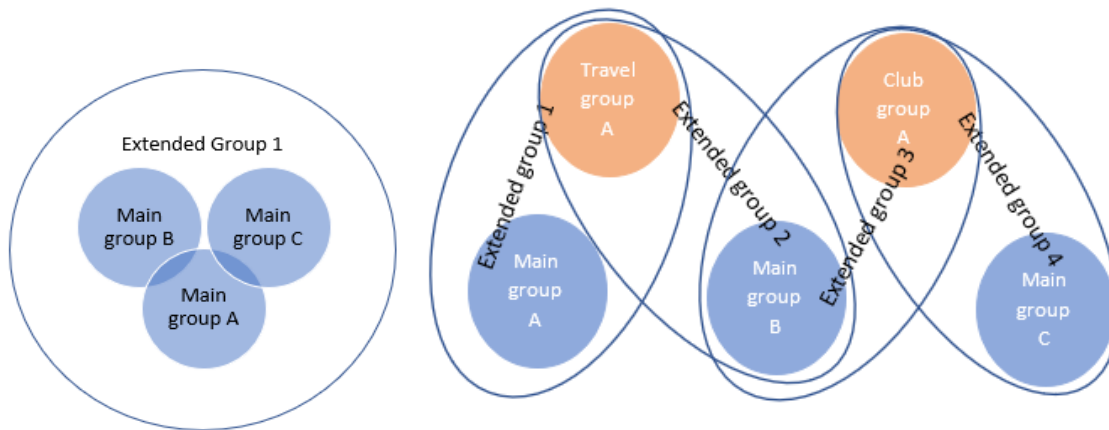 Extended Group 1
Main
group B
Main
group C
Main
group A
Travel
group
A
Extended group 1
Main
group
A
Extended group 2
Main
group
B
Club
group
A
Extended group 3
Extended group 4
Main
group
C